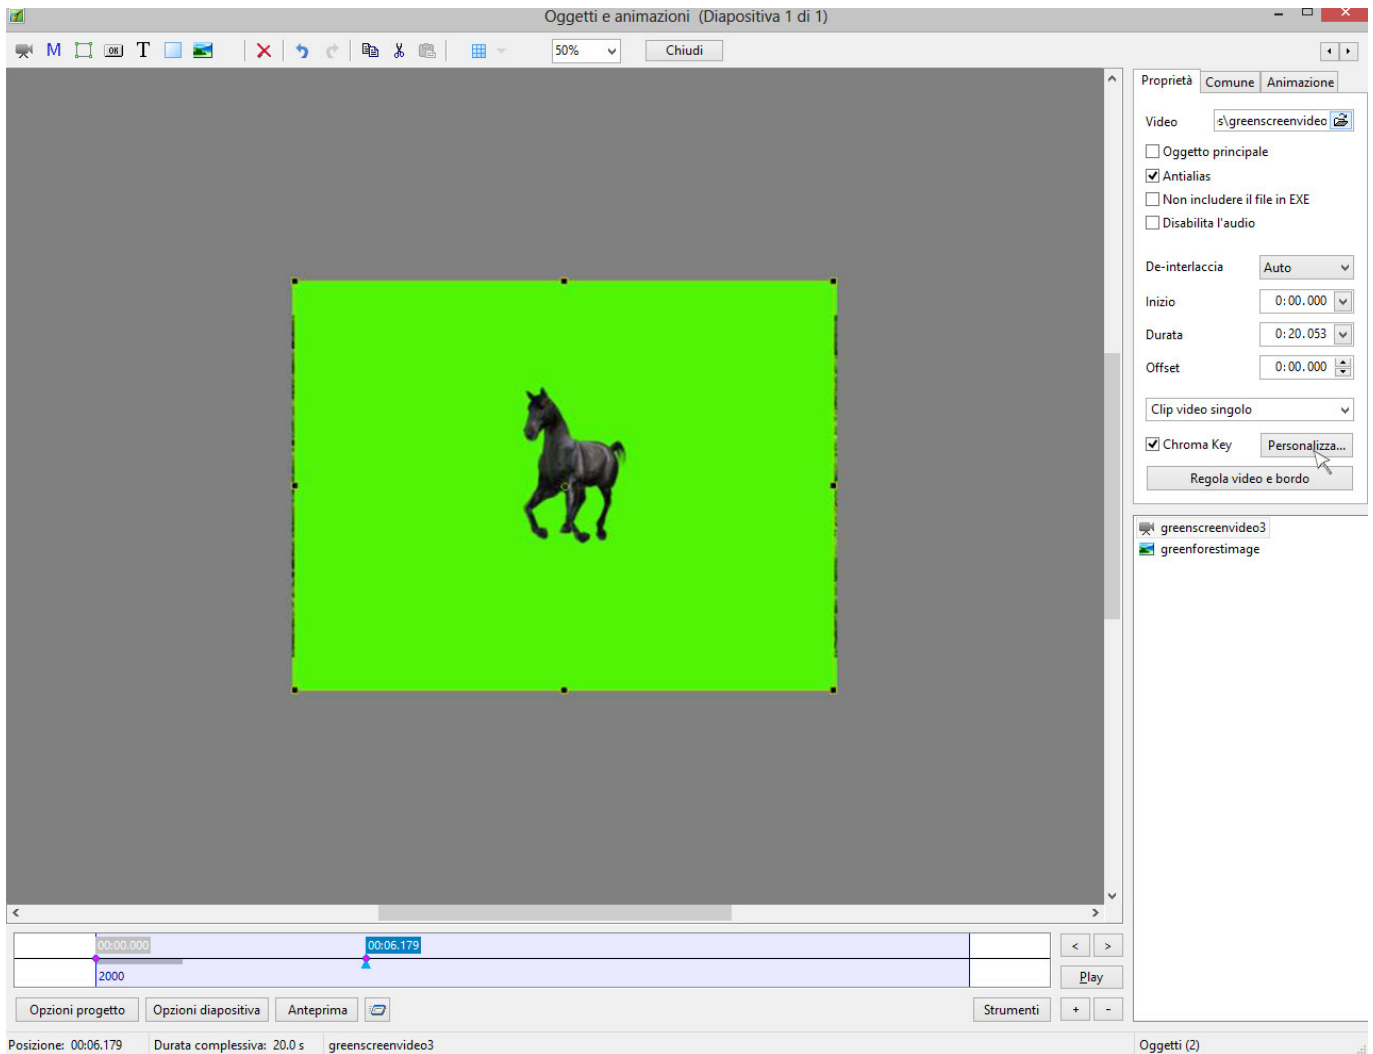 Oggetti e animazioni (Diapositiva 1 di 1)
M OK T 50% Chiudi
Proprietà Comune Animazione
Video s\greenscreenvideo
Oggetto principale
Antialias
Non includere il file in EXE
Disabilita l'audio
De-interlaccia Auto
Inizio 0:00.000
Durata 0:20.053
Offset 0:00.000
Clip video singolo
Chroma Key Personalizza...
Regola video e bordo
greenscreenvideo3
greenforestimage
00:00.000 00:06.179
2000
< >
Play
Opzioni progetto Opzioni diapositiva Anteprima Strumenti + -
Posizione: 00:06.179 Durata complessiva: 20.0 s greenscreenvideo3 Oggetti (2)